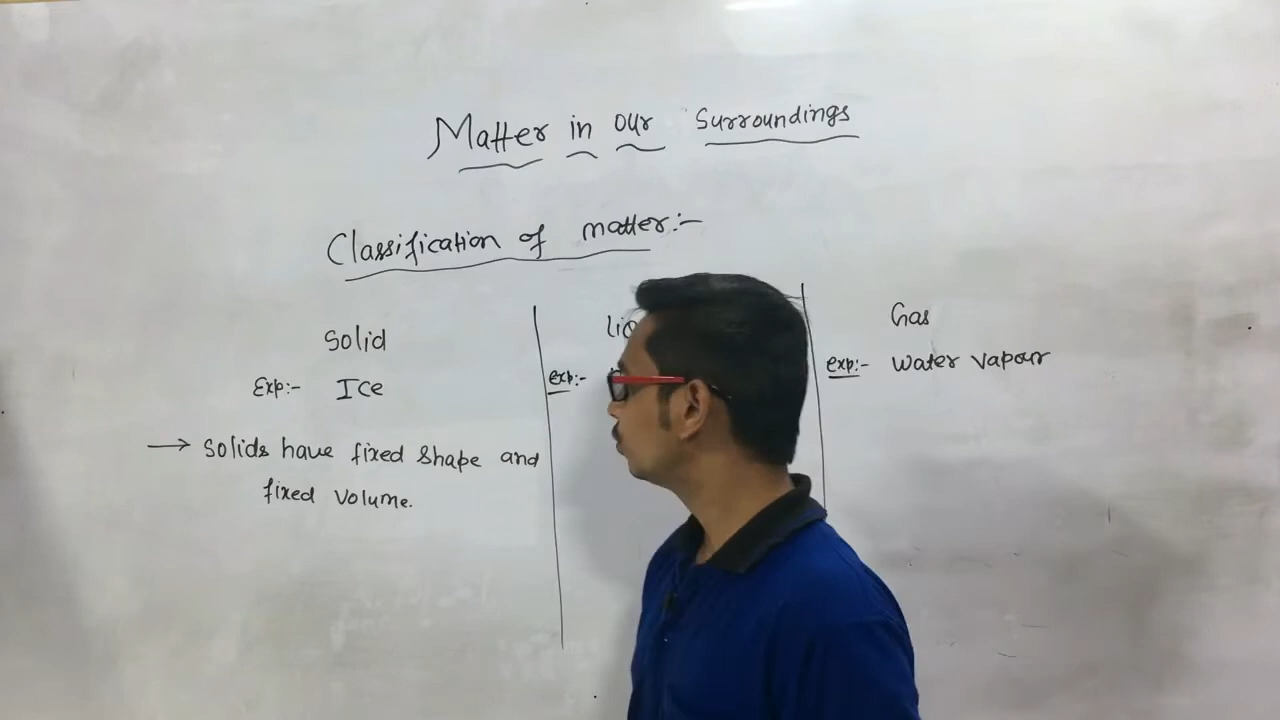 Matter in our Surroundings
Classification of matter:-
Solid
Exp:- Ice
→ Solids have fixed shape and
fixed volume.
exp:-
Gas
exp:- water vapour